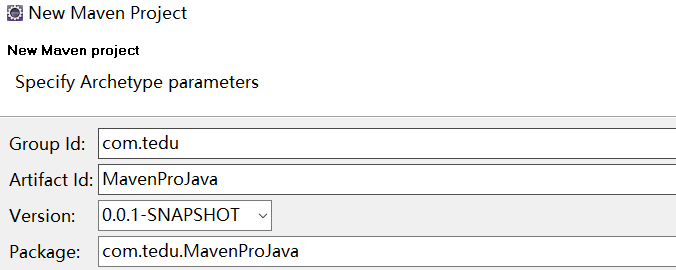 New Maven Project
New Maven project
Specify Archetype parameters
Group Id: com.tedu
Artifact Id: MavenProJava
Version: 0.0.1-SNAPSHOT
Package: com.tedu.MavenProJava